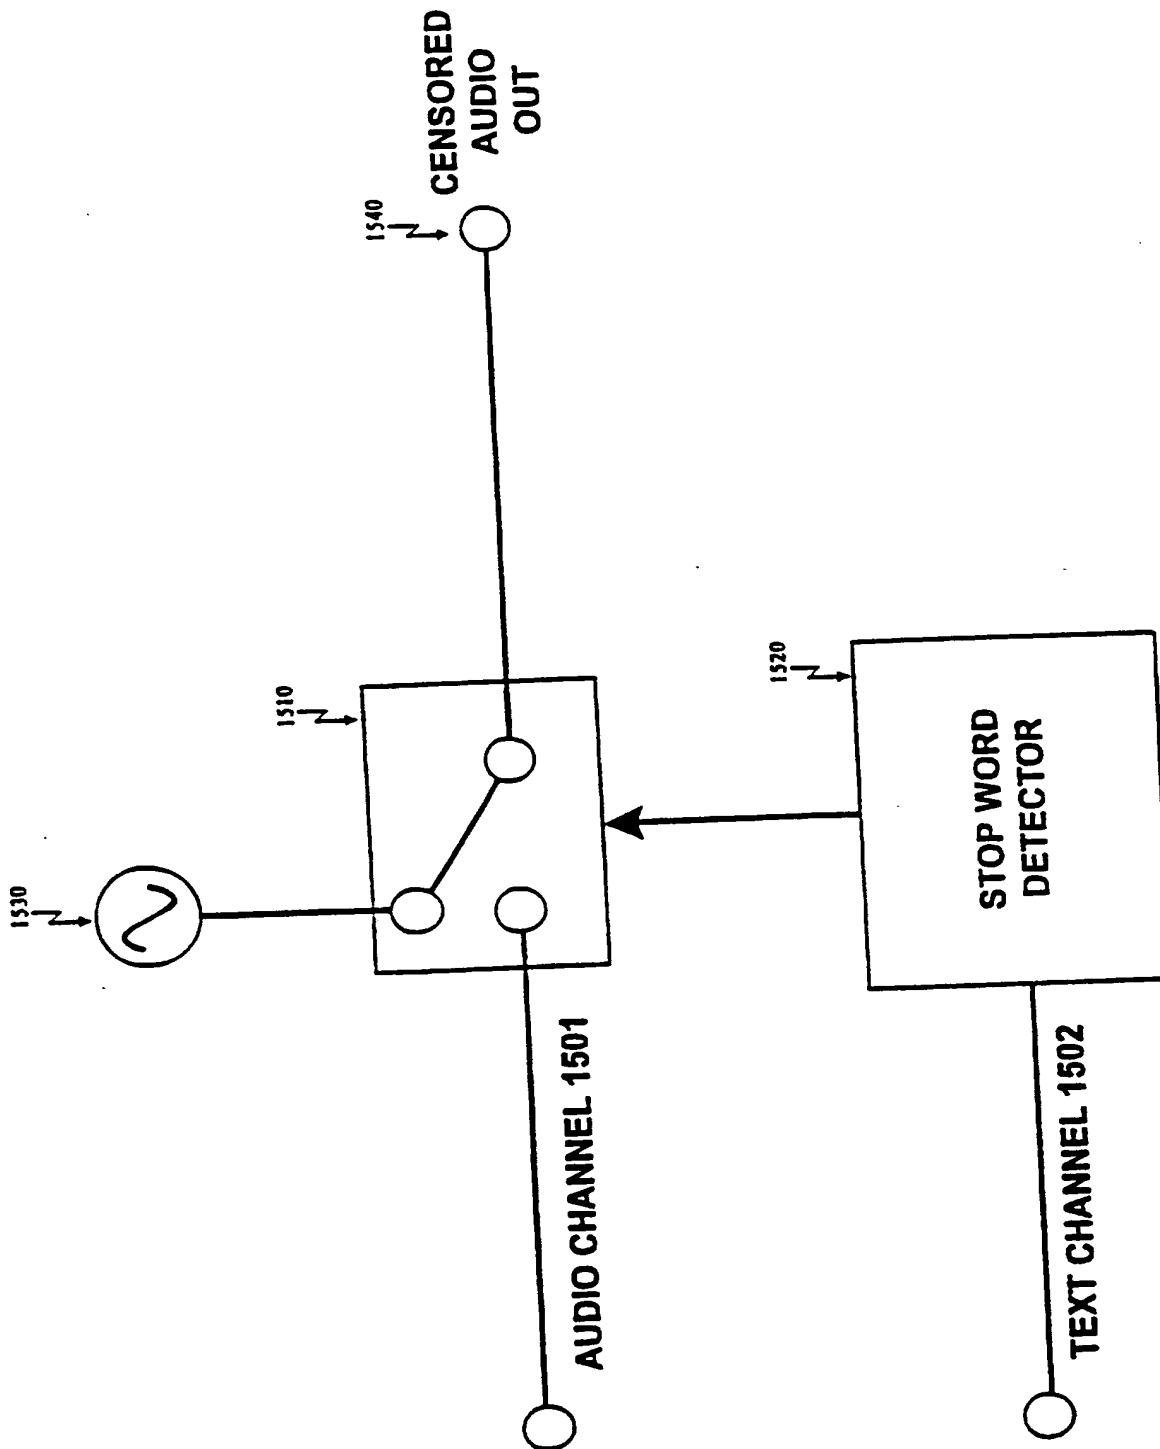 1530
1510
1540
CENSORED
AUDIO
OUT
AUDIO CHANNEL 1501
1520
STOP WORD
DETECTOR
TEXT CHANNEL 1502